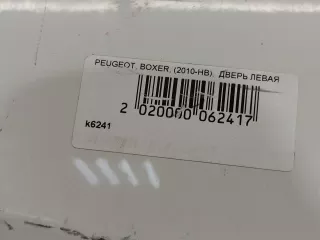 PEUGEOT, BOXER, (2010-НВ), ДВЕРЬ ЛЕВАЯ
2 020000 062417
k6241